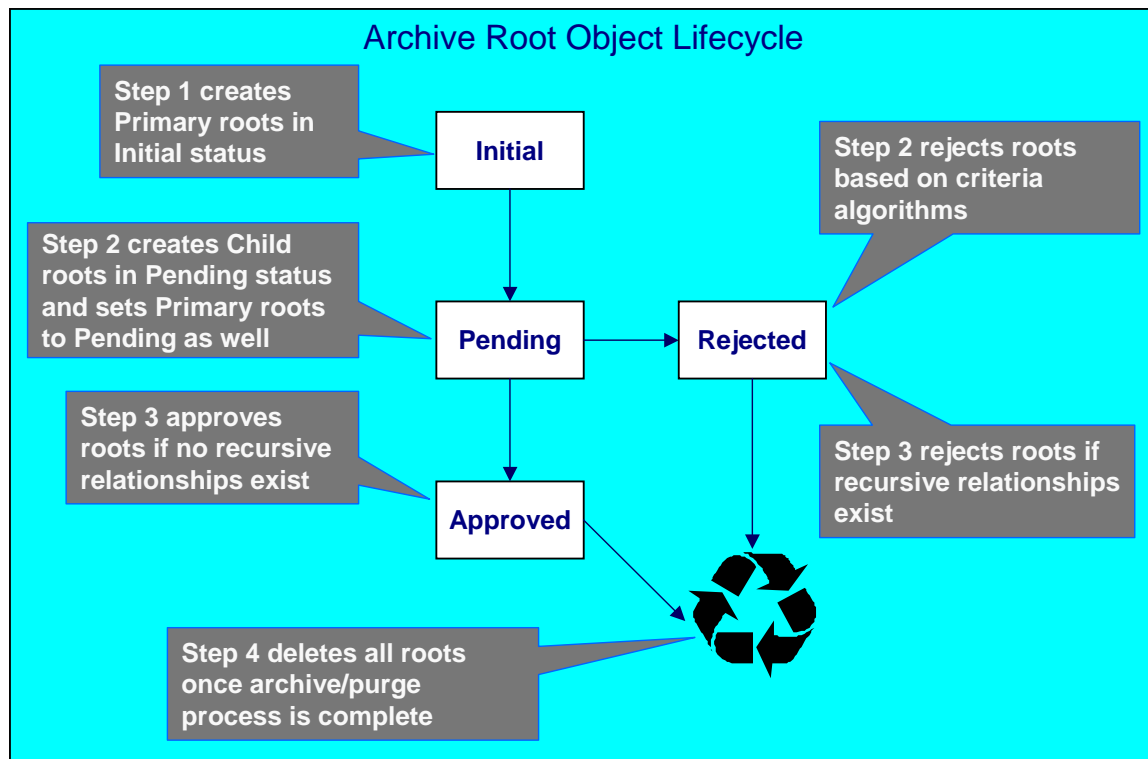 Archive Root Object Lifecycle
Step 1 creates
Primary roots in
Initial status
Initial
Step 2 rejects roots
based on criteria
algorithms
Step 2 creates Child
roots in Pending status
and sets Primary roots
to Pending as well
Pending
Rejected
Step 3 approves
roots if no recursive
relationships exist
Step 3 rejects roots if
recursive relationships
exist
Approved
Step 4 deletes all roots
once archive/purge
process is complete